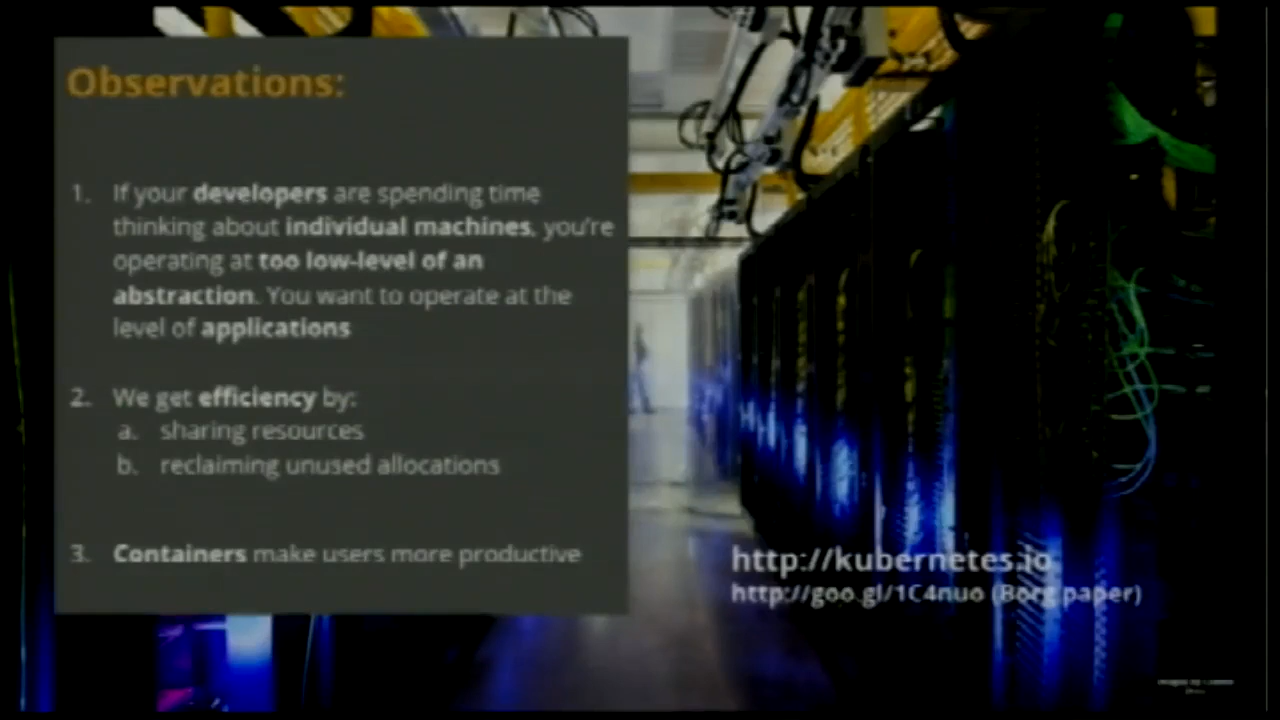 Observations:
1. If your developers are spending time
thinking about individual machines, you're
operating at too low-level of an
abstraction. You want to operate at the
level of applications
2. We get efficiency by:
a. sharing resources
b. reclaiming unused allocations
3. Containers make users more productive
http://kubernetes.io
http://goo.gl/1C4nuo (Borg paper)